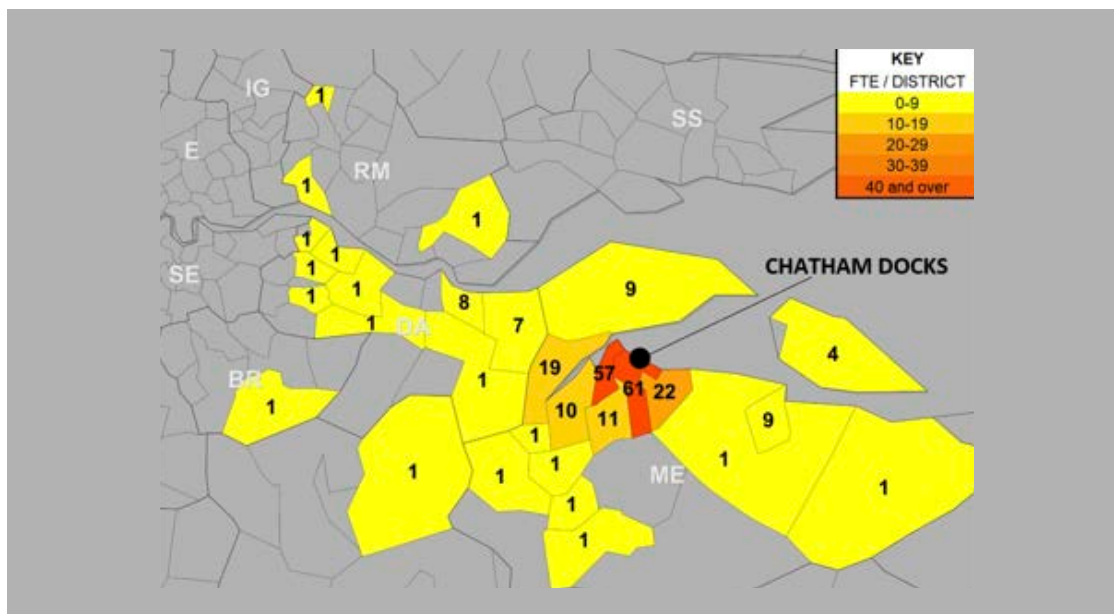 KEY
FTE / DISTRICT
0-9
10-19
20-29
30-39
40 and over
IG
1
SS
E
RM
1
1
1
1
SE
1
1
CHATHAM DOCKS
9
1
8
1
DA
7
4
19
57
BR
1
61
22
1
10
11
9
1
1
1
1
ME
1
1
1
1